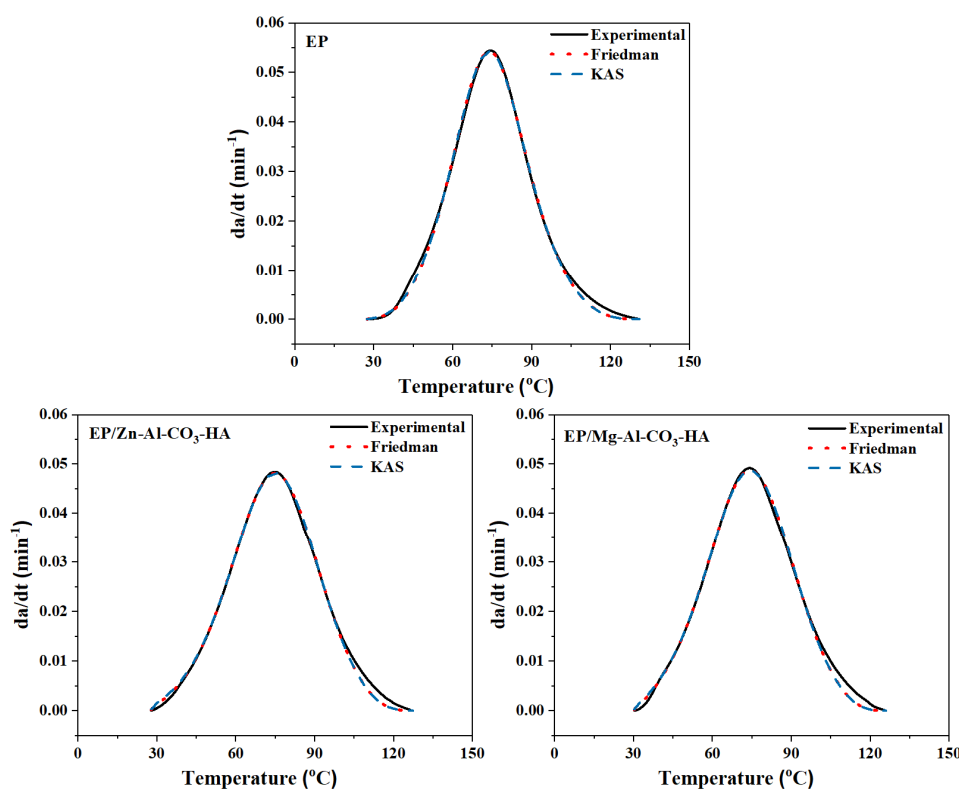 EP
Experimental
Friedman
KAS
da/dt (min⁻¹)
0.06
0.05
0.04
0.03
0.02
0.01
0.00
0 30 60 90 120 150
Temperature (°C)
EP/Zn-Al-CO₃-HA
Experimental
Friedman
KAS
da/dt (min⁻¹)
0.06
0.05
0.04
0.03
0.02
0.01
0.00
0 30 60 90 120 150
Temperature (°C)
EP/Mg-Al-CO₃-HA
Experimental
Friedman
KAS
da/dt (min⁻¹)
0.06
0.05
0.04
0.03
0.02
0.01
0.00
0 30 60 90 120 150
Temperature (°C)